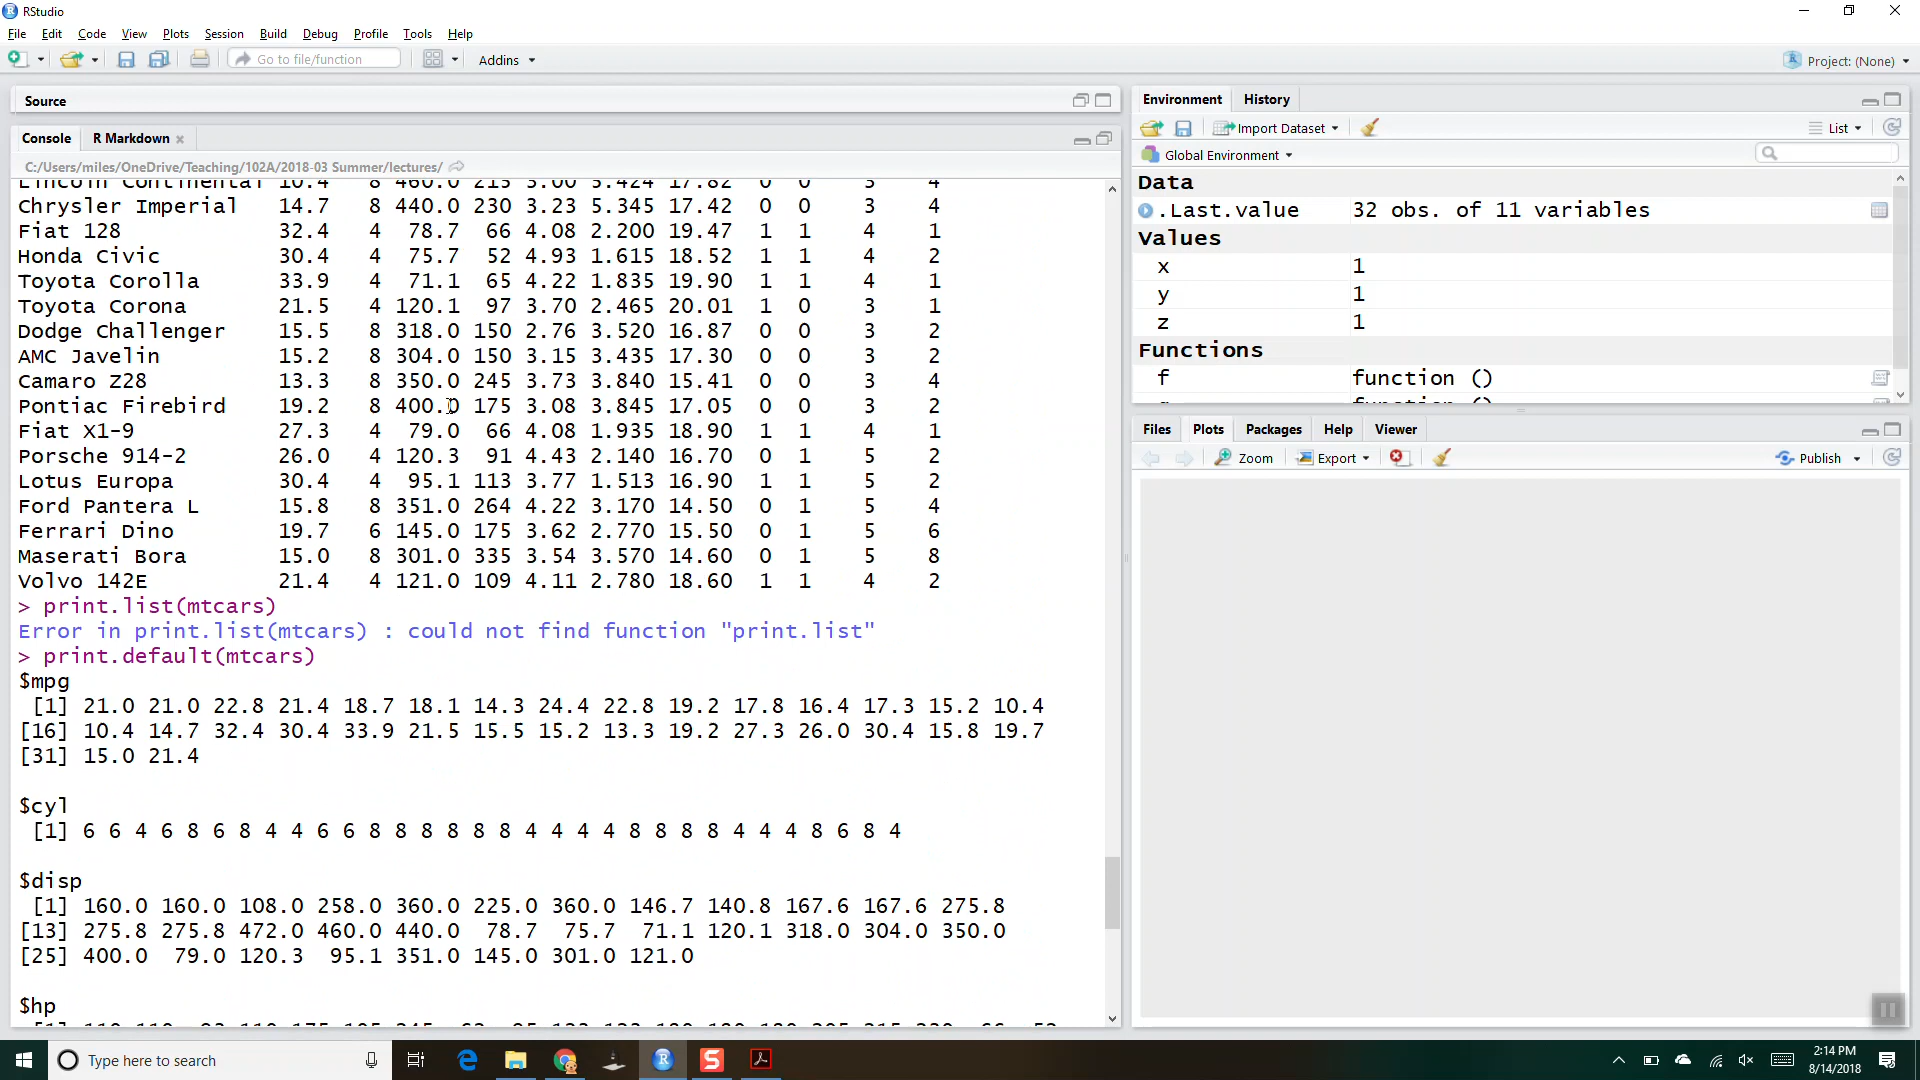 RStudio
File Edit Code View Plots Session Build Debug Profile Tools Help
Go to file/function Addins Project: (None)
Source
Console R Markdown
C:/Users/miles/OneDrive/Teaching/102A/2018-03 Summer/lectures/
Lincoln Continental 10.4 8 460.0 215 3.00 5.424 17.82 0 0 3 4
Chrysler Imperial 14.7 8 440.0 230 3.23 5.345 17.42 0 0 3 4
Fiat 128 32.4 4 78.7 66 4.08 2.200 19.47 1 1 4 1
Honda Civic 30.4 4 75.7 52 4.93 1.615 18.52 1 1 4 2
Toyota Corolla 33.9 4 71.1 65 4.22 1.835 19.90 1 1 4 1
Toyota Corona 21.5 4 120.1 97 3.70 2.465 20.01 1 0 3 1
Dodge Challenger 15.5 8 318.0 150 2.76 3.520 16.87 0 0 3 2
AMC Javelin 15.2 8 304.0 150 3.15 3.435 17.30 0 0 3 2
Camaro Z28 13.3 8 350.0 245 3.73 3.840 15.41 0 0 3 4
Pontiac Firebird 19.2 8 400.0 175 3.08 3.845 17.05 0 0 3 2
Fiat X1-9 27.3 4 79.0 66 4.08 1.935 18.90 1 1 4 1
Porsche 914-2 26.0 4 120.3 91 4.43 2.140 16.70 0 1 5 2
Lotus Europa 30.4 4 95.1 113 3.77 1.513 16.90 1 1 5 2
Ford Pantera L 15.8 8 351.0 264 4.22 3.170 14.50 0 1 5 4
Ferrari Dino 19.7 6 145.0 175 3.62 2.770 15.50 0 1 5 6
Maserati Bora 15.0 8 301.0 335 3.54 3.570 14.60 0 1 5 8
Volvo 142E 21.4 4 121.0 109 4.11 2.780 18.60 1 1 4 2
> print.list(mtcars)
Error in print.list(mtcars) : could not find function "print.list"
> print.default(mtcars)
$mpg
[1] 21.0 21.0 22.8 21.4 18.7 18.1 14.3 24.4 22.8 19.2 17.8 16.4 17.3 15.2 10.4
[16] 10.4 14.7 32.4 30.4 33.9 21.5 15.5 15.2 13.3 19.2 27.3 26.0 30.4 15.8 19.7
[31] 15.0 21.4
$cyl
[1] 6 6 4 6 8 6 8 4 4 6 6 8 8 8 8 8 8 4 4 4 4 8 8 8 8 4 4 4 8 6 8 4
$disp
[1] 160.0 160.0 108.0 258.0 360.0 225.0 360.0 146.7 140.8 167.6 167.6 275.8
[13] 275.8 275.8 472.0 460.0 440.0 78.7 75.7 71.1 120.1 318.0 304.0 350.0
[25] 400.0 79.0 120.3 95.1 351.0 145.0 301.0 121.0
$hp
Environment History
Import Dataset List
Global Environment
Data
.Last.value 32 obs. of 11 variables
Values
x 1
y 1
z 1
Functions
f function ()
Files Plots Packages Help Viewer
Zoom Export Publish
Type here to search
2:14 PM
8/14/2018